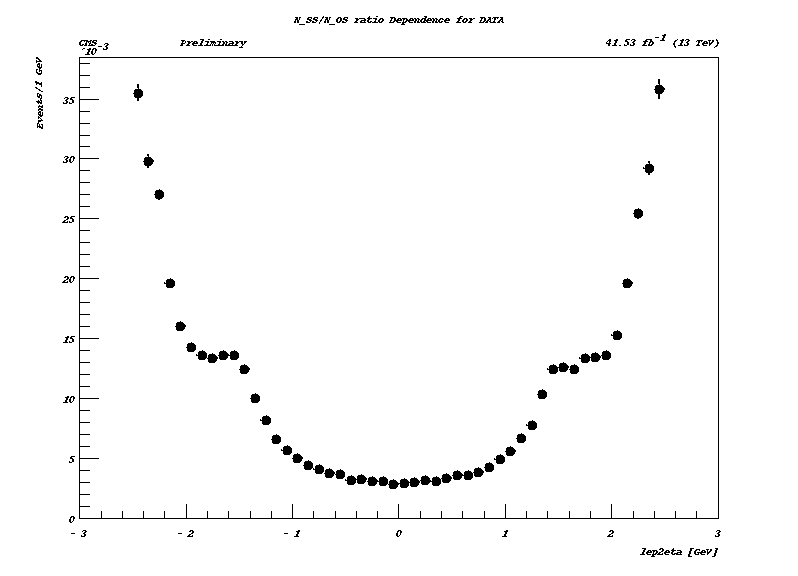 N_SS/N_OS ratio Dependence for DATA
CMS Preliminary 41.53 fb⁻¹ (13 TeV)
×10⁻³
Events/1 GeV
35
30
25
20
15
10
5
0
-3 -2 -1 0 1 2 3
lep2eta [GeV]